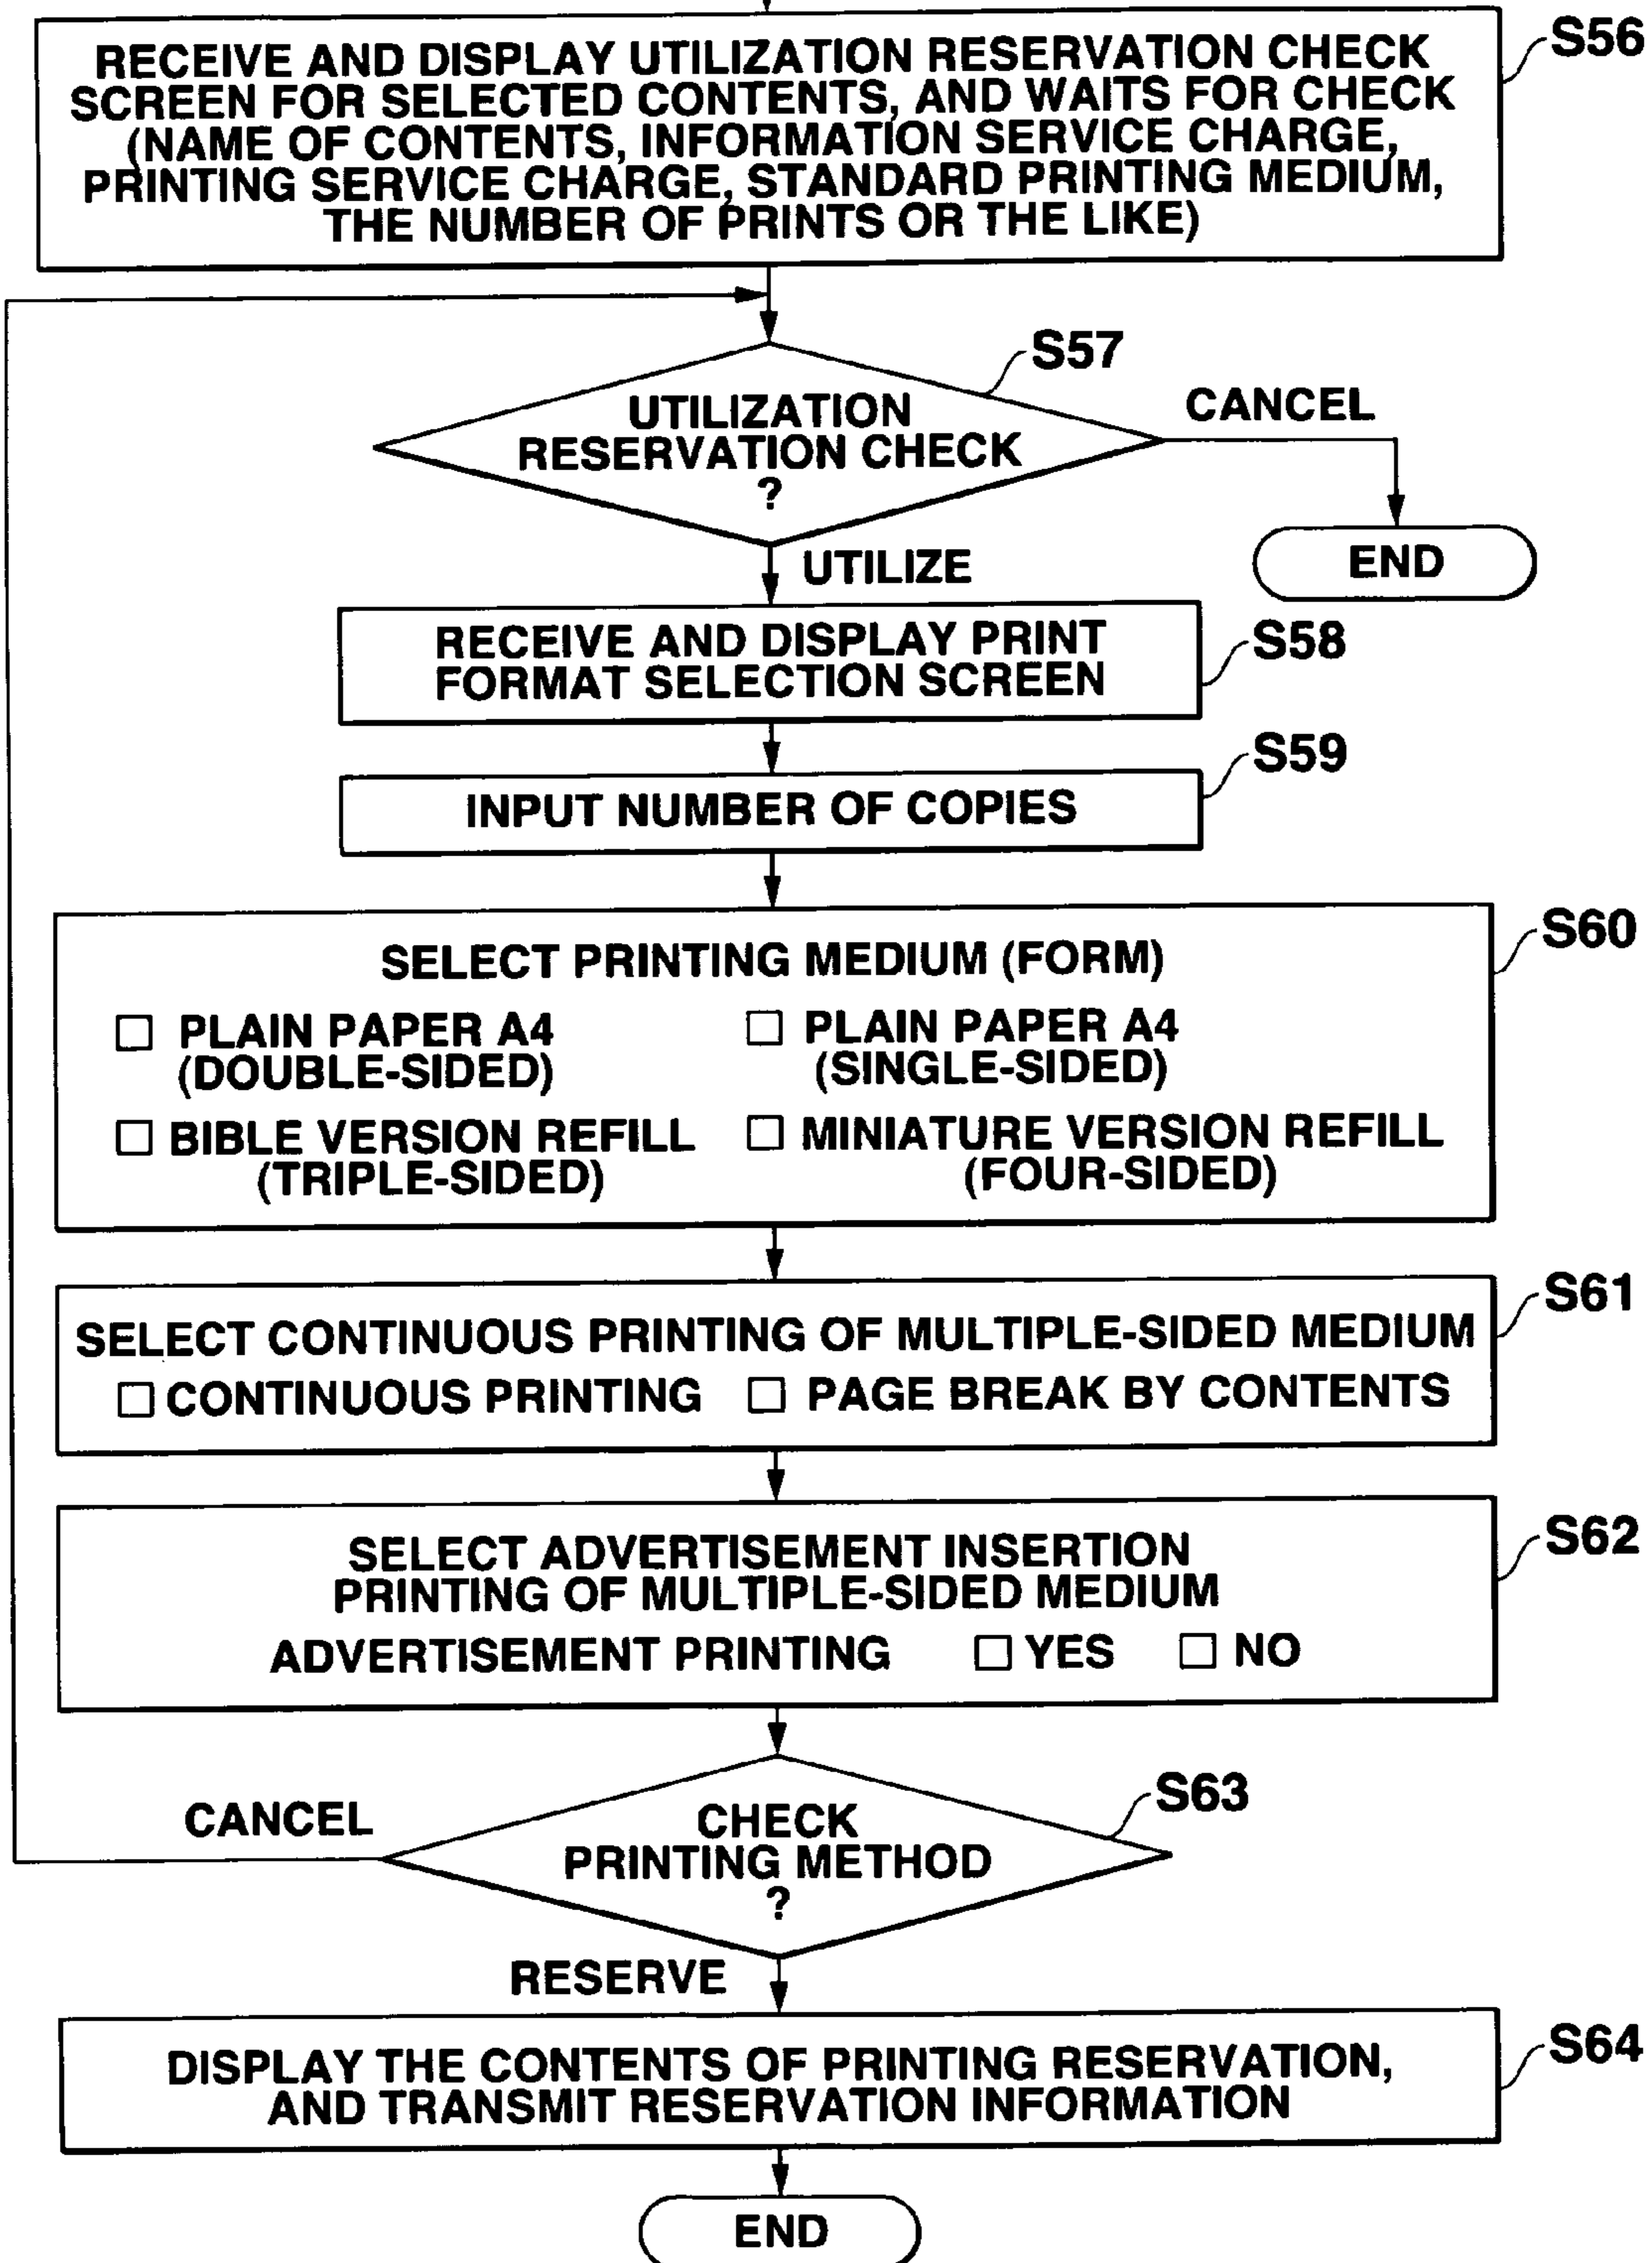 RECEIVE AND DISPLAY UTILIZATION RESERVATION CHECK
SCREEN FOR SELECTED CONTENTS, AND WAITS FOR CHECK
(NAME OF CONTENTS, INFORMATION SERVICE CHARGE,
PRINTING SERVICE CHARGE, STANDARD PRINTING MEDIUM,
THE NUMBER OF PRINTS OR THE LIKE)
S56
S57
UTILIZATION
RESERVATION CHECK
?
CANCEL
END
UTILIZE
RECEIVE AND DISPLAY PRINT
FORMAT SELECTION SCREEN
S58
S59
INPUT NUMBER OF COPIES
S60
SELECT PRINTING MEDIUM (FORM)
□ PLAIN PAPER A4
(DOUBLE-SIDED)
□ PLAIN PAPER A4
(SINGLE-SIDED)
□ BIBLE VERSION REFILL
(TRIPLE-SIDED)
□ MINIATURE VERSION REFILL
(FOUR-SIDED)
S61
SELECT CONTINUOUS PRINTING OF MULTIPLE-SIDED MEDIUM
□ CONTINUOUS PRINTING □ PAGE BREAK BY CONTENTS
S62
SELECT ADVERTISEMENT INSERTION
PRINTING OF MULTIPLE-SIDED MEDIUM
ADVERTISEMENT PRINTING □ YES □ NO
S63
CANCEL
CHECK
PRINTING METHOD
?
RESERVE
S64
DISPLAY THE CONTENTS OF PRINTING RESERVATION,
AND TRANSMIT RESERVATION INFORMATION
END